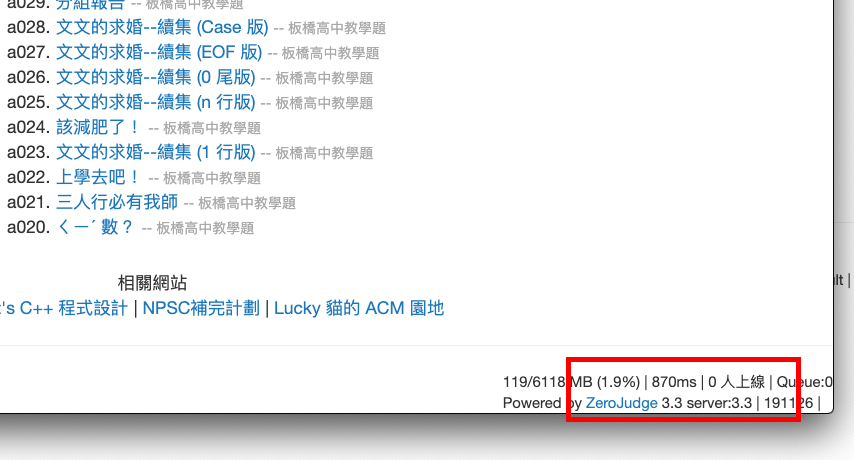 a029. 分組報告 -- 板橋高中教學題
a028. 文文的求婚--續集 (Case 版) -- 板橋高中教學題
a027. 文文的求婚--續集 (EOF 版) -- 板橋高中教學題
a026. 文文的求婚--續集 (0 尾版) -- 板橋高中教學題
a025. 文文的求婚--續集 (n 行版) -- 板橋高中教學題
a024. 該減肥了！ -- 板橋高中教學題
a023. 文文的求婚--續集 (1 行版) -- 板橋高中教學題
a022. 上學去吧！ -- 板橋高中教學題
a021. 三人行必有我師 -- 板橋高中教學題
a020. ㄑㄧˊ 數？ -- 板橋高中教學題
相關網站
's C++ 程式設計 | NPSC補完計劃 | Lucky 貓的 ACM 園地
119/6118 MB (1.9%) | 870ms | 0 人上線 | Queue:0
Powered by ZeroJudge 3.3 server:3.3 | 191126 |